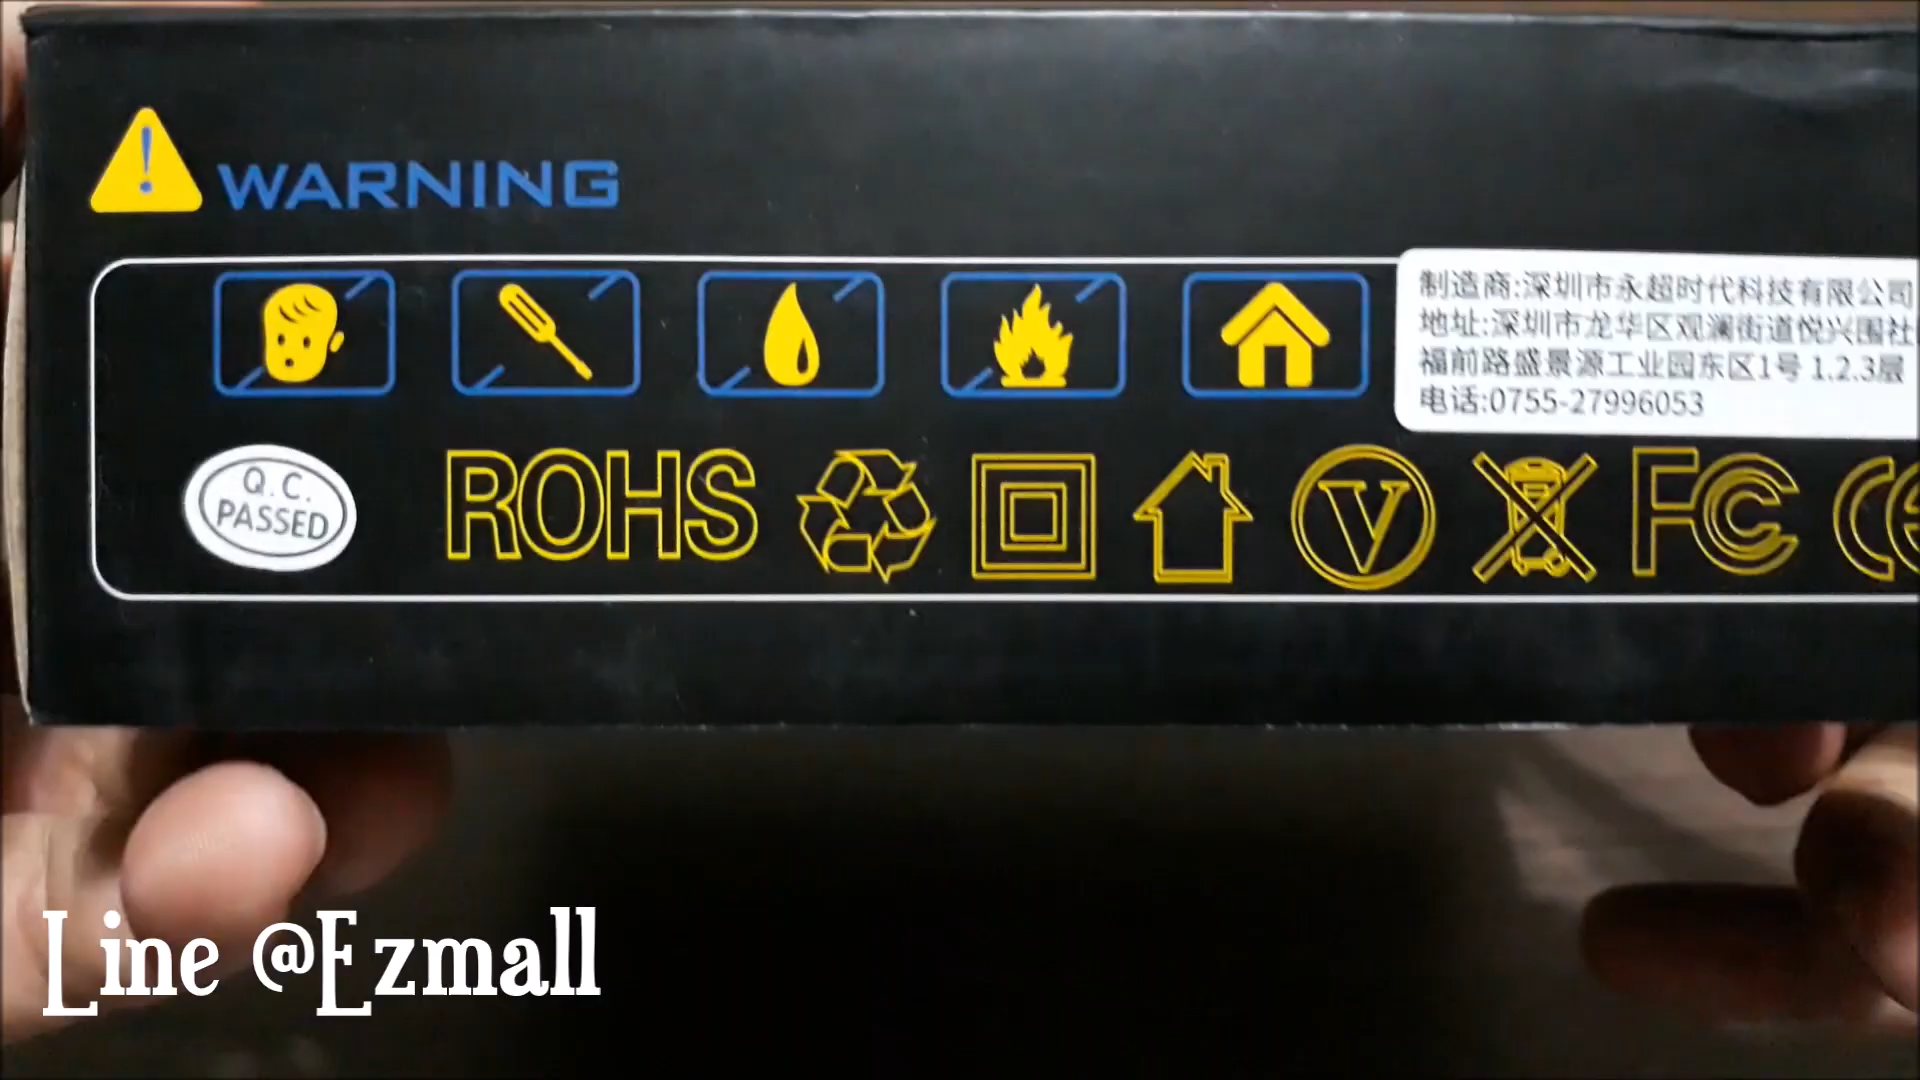 WARNING
制造商:深圳市永超时代科技有限公司
地址:深圳市龙华区观澜街道悦兴围社
福前路盛景源工业园东区1号 1.2.3层
电话:0755-27996053
Q.C.
PASSED
ROHS
V
FC
CE
Line @Ezmall